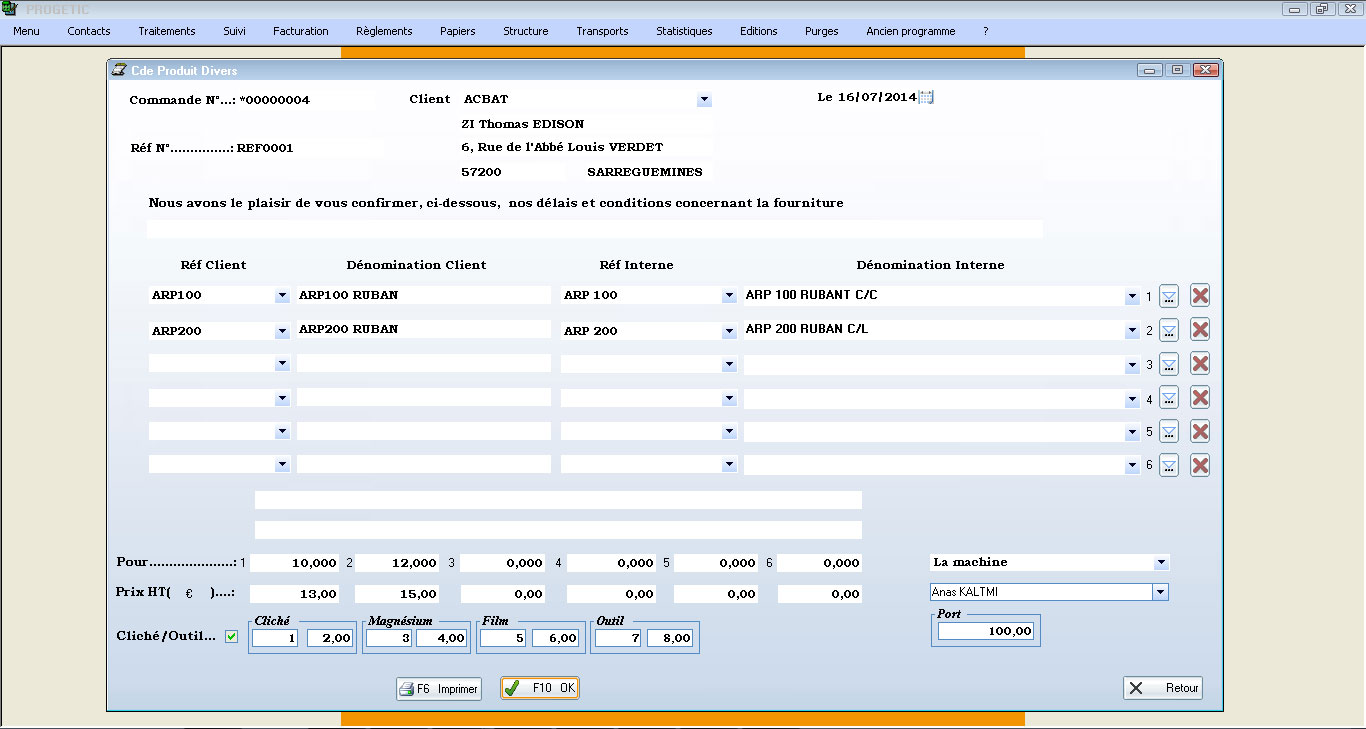 PROGETIC
Menu Contacts Traitements Suivi Facturation Règlements Papiers Structure Transports Statistiques Editions Purges Ancien programme ?
Cde Produit Divers
Commande N°...: *00000004 Client ACBAT Le 16/07/2014
ZI Thomas EDISON
Réf N°...............: REF0001 6, Rue de l'Abbé Louis VERDET
57200 SARREGUEMINES
Nous avons le plaisir de vous confirmer, ci-dessous, nos délais et conditions concernant la fourniture
Réf Client Dénomination Client Réf Interne Dénomination Interne
ARP100 ARP100 RUBAN ARP 100 ARP 100 RUBANT C/C 1
ARP200 ARP200 RUBAN ARP 200 ARP 200 RUBAN C/L 2
3
4
5
6
Pour.....................: 1 10,000 2 12,000 3 0,000 4 0,000 5 0,000 6 0,000 La machine
Prix HT( € )....: 13,00 15,00 0,00 0,00 0,00 0,00 Anas KALTMI
Cliché Magnésium Film Outil Port
Cliché/Outil... 1 2,00 3 4,00 5 6,00 7 8,00 100,00
F6 Imprimer F10 OK Retour